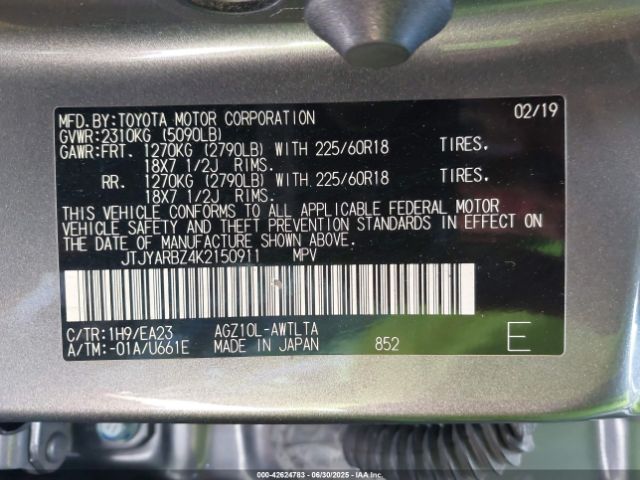 MFD.BY:TOYOTA MOTOR CORPORATION 02/19
GVWR:2310KG (5090LB)
GAWR:FRT. 1270KG (2790LB) WITH 225/60R18 TIRES.
18X7 1/2J RIMS.
RR. 1270KG (2790LB) WITH 225/60R18 TIRES.
18X7 1/2J RIMS.
THIS VEHICLE CONFORMS TO ALL APPLICABLE FEDERAL MOTOR
VEHICLE SAFETY AND THEFT PREVENTION STANDARDS IN EFFECT ON
THE DATE OF MANUFACTURE SHOWN ABOVE.
JTJYARBZ4K2150911 MPV
C/TR:1H9/EA23 AGZ10L-AWTLTA
A/TM:-01A/U661E MADE IN JAPAN 852 E
000-42624783 - 06/30/2025 - IAAI.com